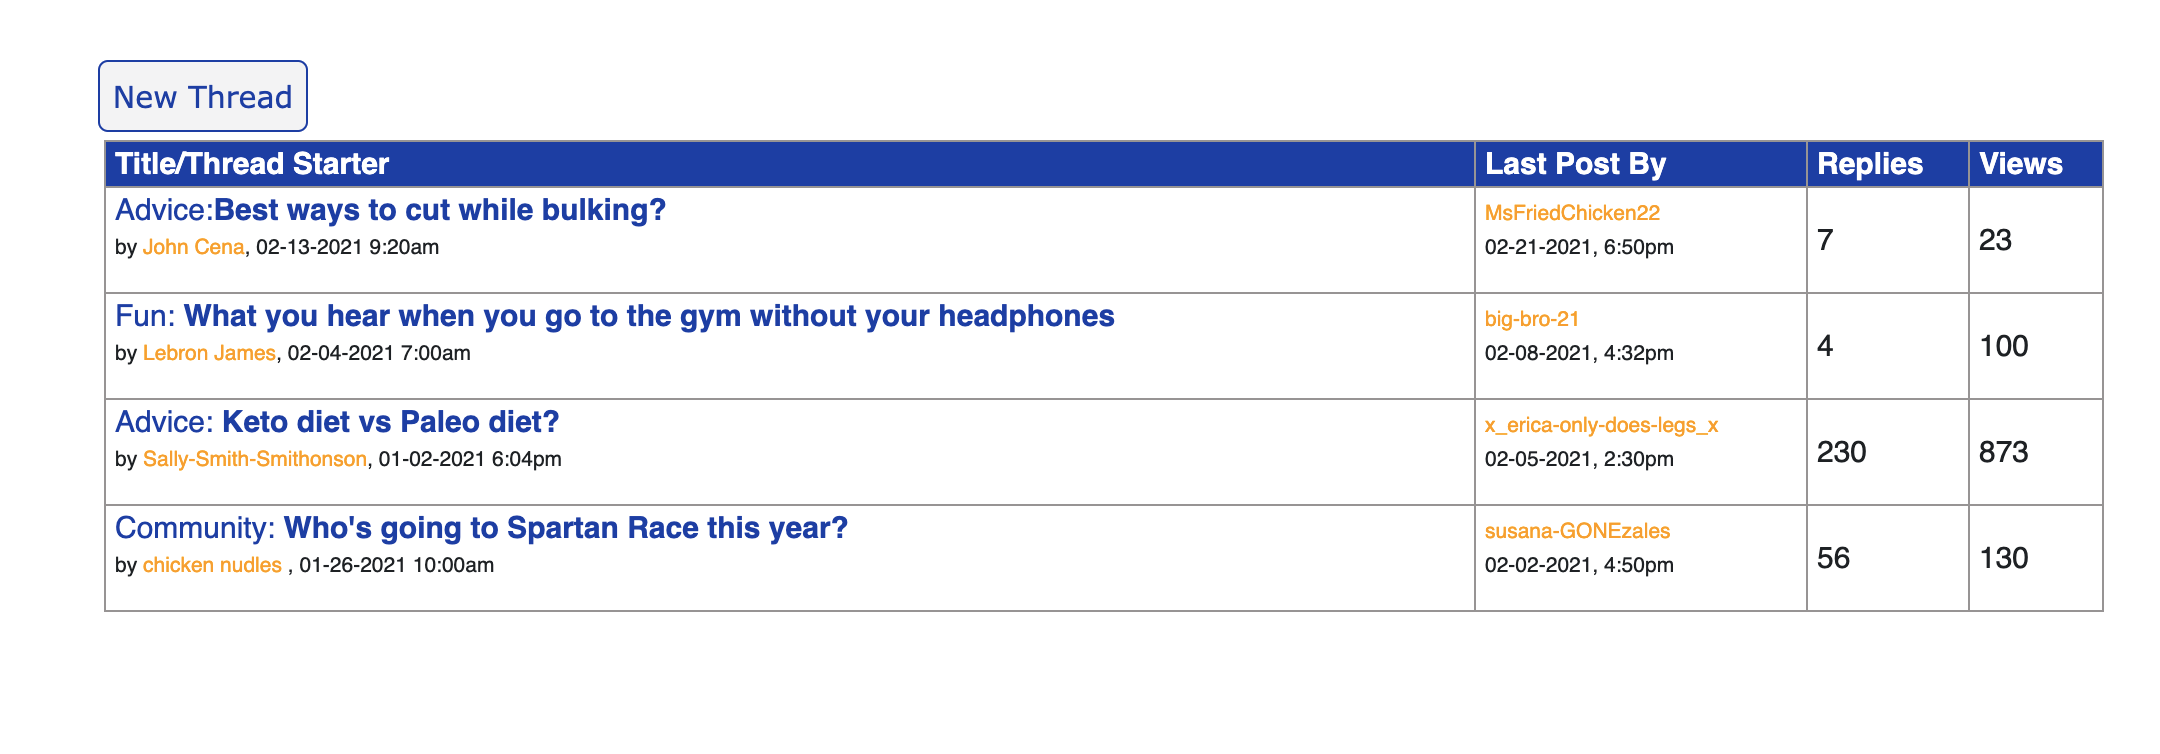 New Thread
Title/Thread Starter Last Post By Replies Views
Advice:Best ways to cut while bulking?
by John Cena, 02-13-2021 9:20am
MsFriedChicken22
02-21-2021, 6:50pm
7
23
Fun: What you hear when you go to the gym without your headphones
by Lebron James, 02-04-2021 7:00am
big-bro-21
02-08-2021, 4:32pm
4
100
Advice: Keto diet vs Paleo diet?
by Sally-Smith-Smithonson, 01-02-2021 6:04pm
x_erica-only-does-legs_x
02-05-2021, 2:30pm
230
873
Community: Who's going to Spartan Race this year?
by chicken nudles , 01-26-2021 10:00am
susana-GONEzales
02-02-2021, 4:50pm
56
130